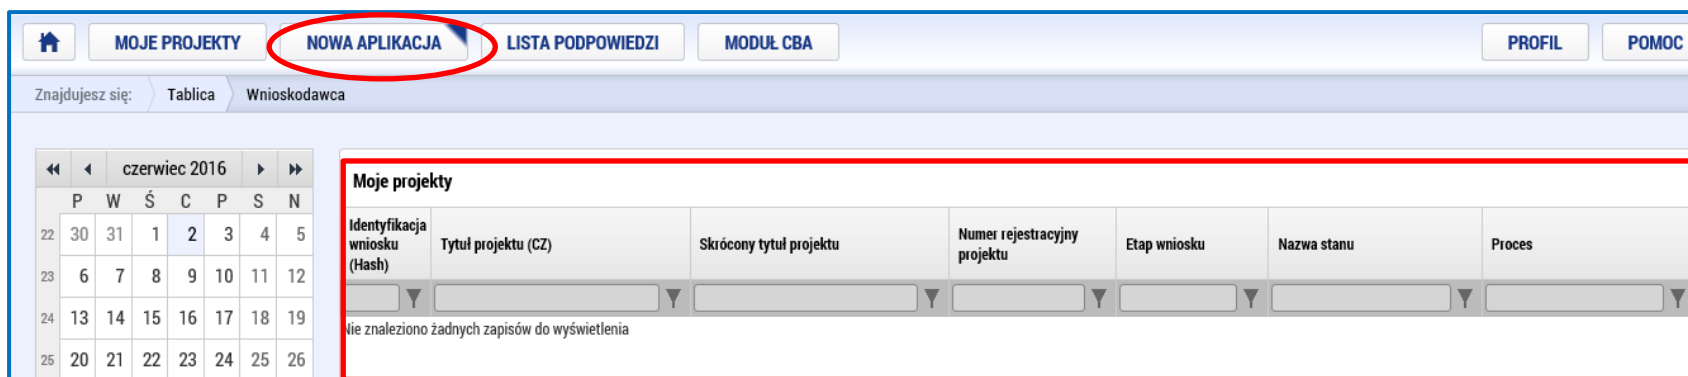 MOJE PROJEKTY NOWA APLIKACJA LISTA PODPOWIEDZI MODUŁ CBA PROFIL POMOC
Znajdujesz się: Tablica Wnioskodawca
czerwiec 2016
P W Ś C P S N
22 30 31 1 2 3 4 5
23 6 7 8 9 10 11 12
24 13 14 15 16 17 18 19
25 20 21 22 23 24 25 26
Moje projekty
Identyfikacja
wniosku
(Hash)
Tytuł projektu (CZ)
Skrócony tytuł projektu
Numer rejestracyjny
projektu
Etap wniosku
Nazwa stanu
Proces
Nie znaleziono żadnych zapisów do wyświetlenia